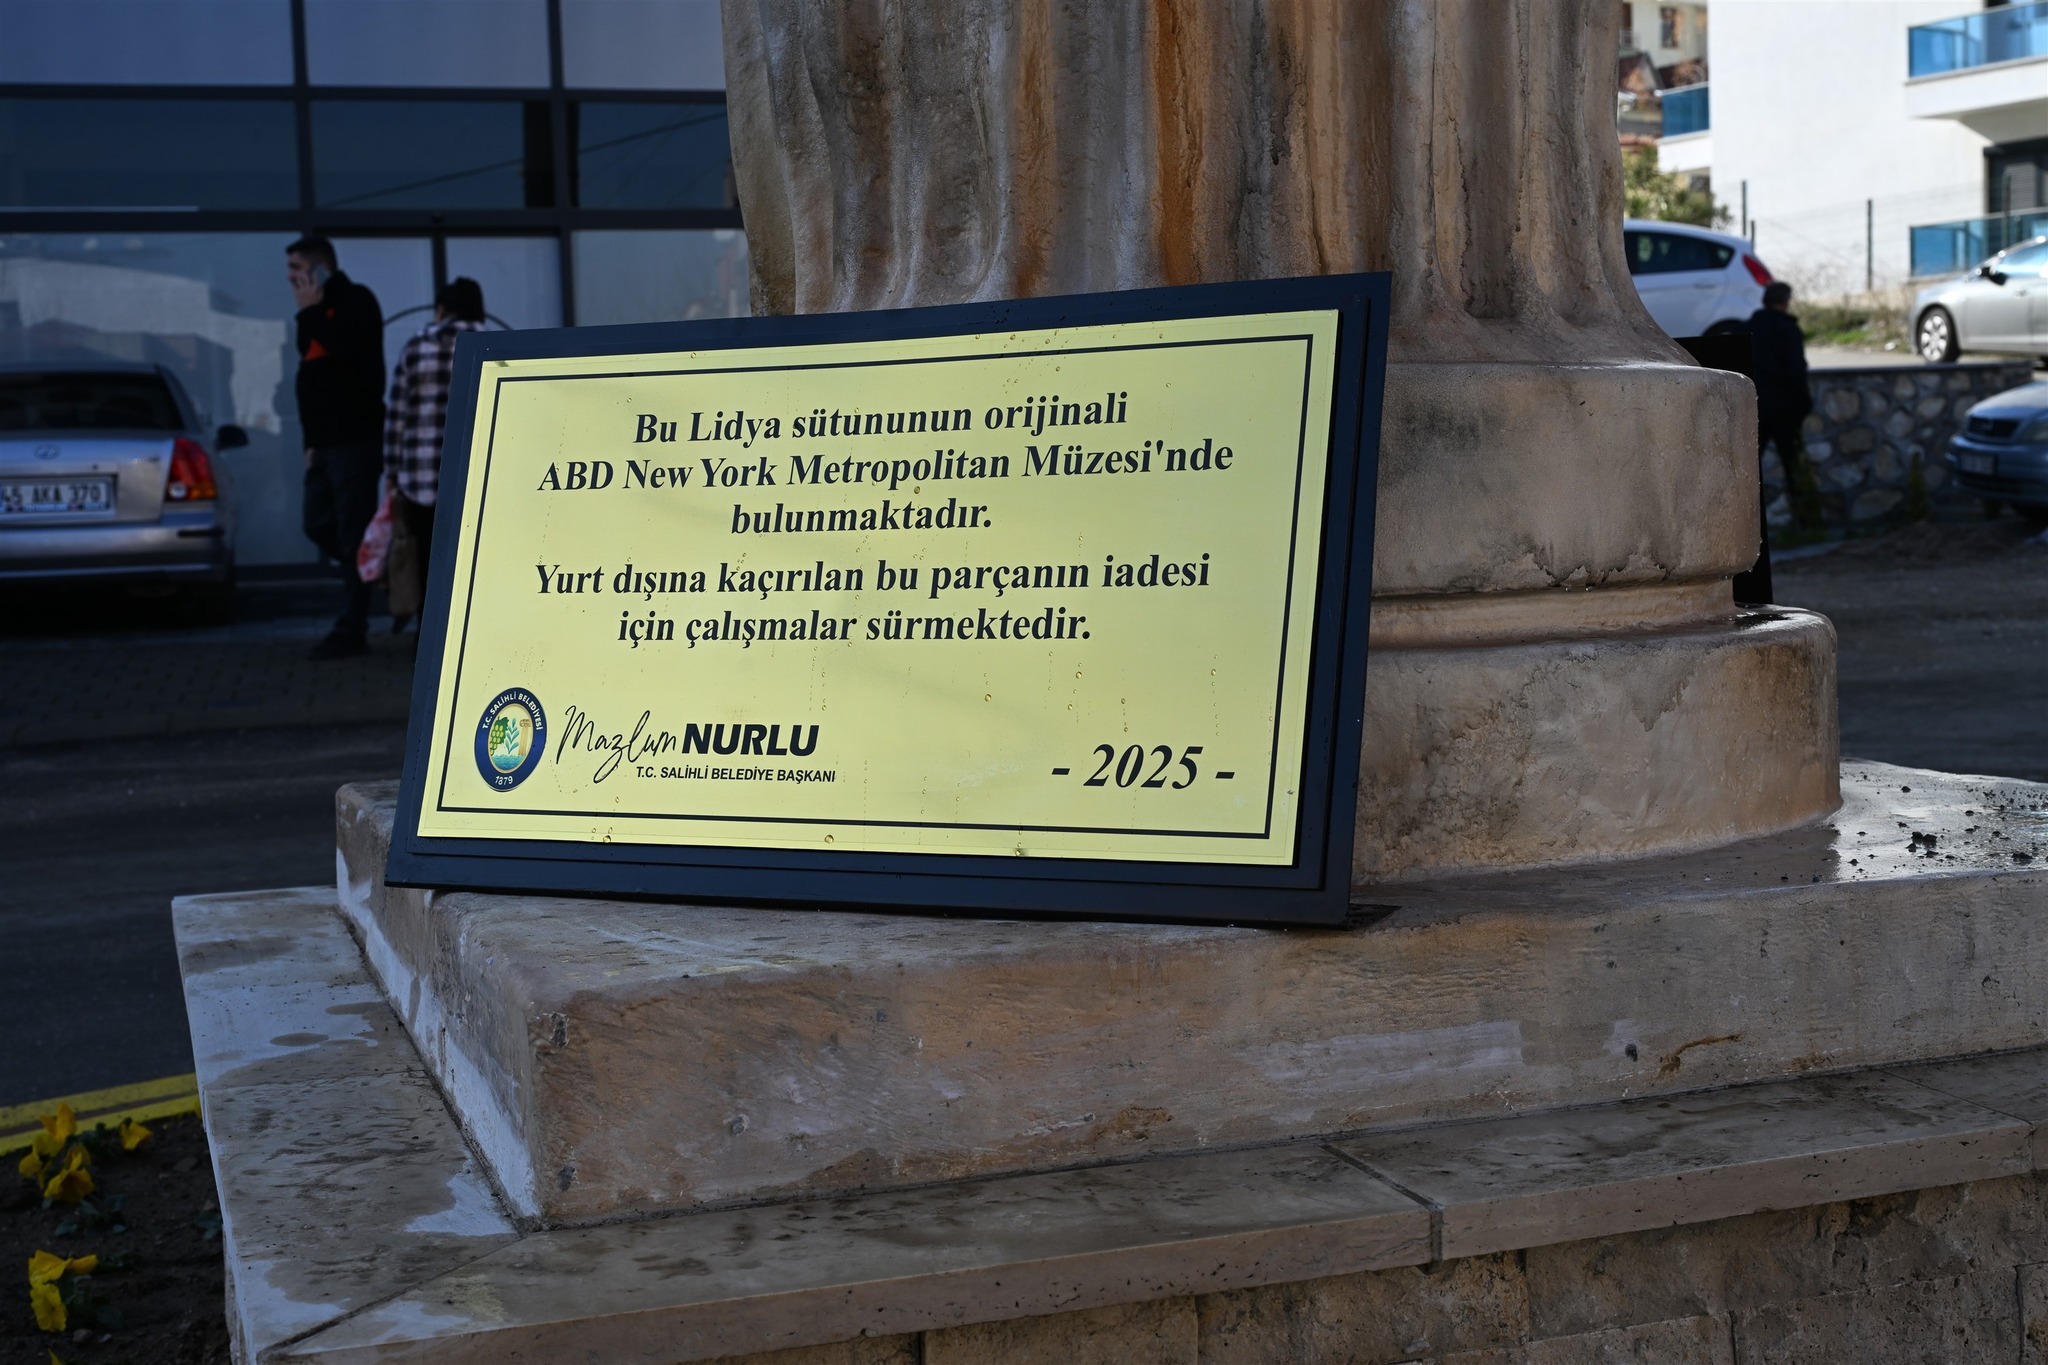 Bu Lidya sütununun orijinali
ABD New York Metropolitan Müzesi'nde
bulunmaktadır.
Yurt dışına kaçırılan bu parçanın iadesi
için çalışmalar sürmektedir.
T.C. SALİHLİ BELEDİYESİ
1879
Mazlum NURLU
T.C. SALİHLİ BELEDİYE BAŞKANI
- 2025 -
45 AKA 370